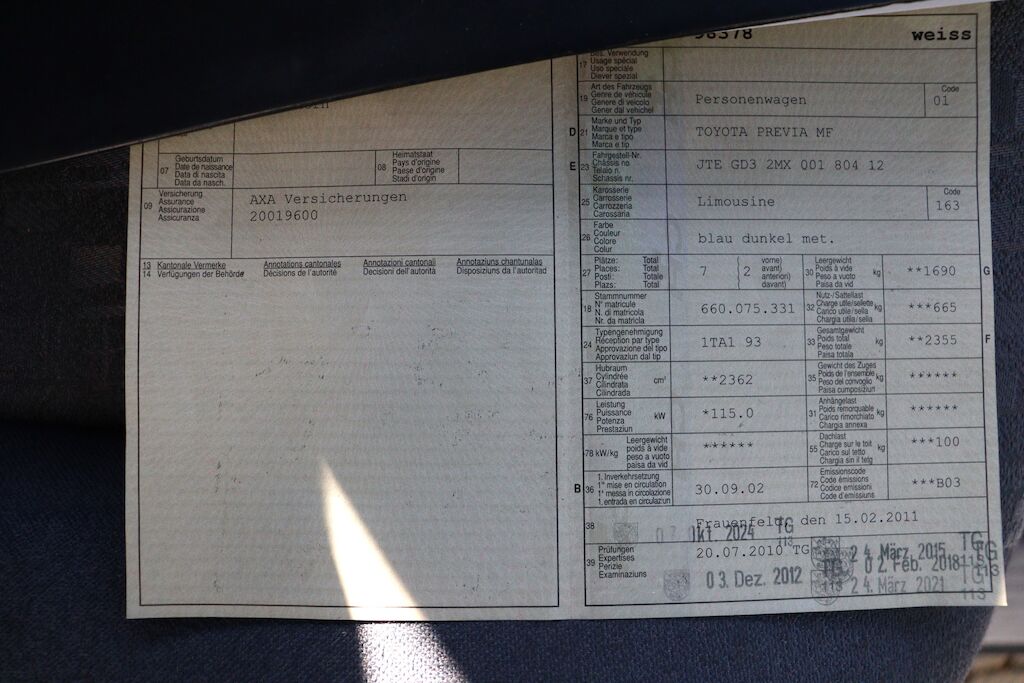 98378 weiss
17 Bes. Verwendung
Usage spécial
Uso speciale
Diever spezial
19 Art des Fahrzeugs
Genre de véhicule
Genere di veicolo
Gener dal vehichel
Personenwagen
Code
01
D 21 Marke und Typ
Marque et type
Marca e tipo
Marca e tip
TOYOTA PREVIA MF
E 23 Fahrgestell-Nr.
Châssis no
Telaio n.
Schassis nr.
JTE GD3 2MX 001 804 12
25 Karosserie
Carrosserie
Carrozzeria
Carossaria
Limousine
Code
163
26 Farbe
Couleur
Colore
Colur
blau dunkel met.
27 Plätze: Total
Places: Total
Posti: Totale
Plazs: Total
7 ( 2 vorne)
avant)
anteriori)
davant)
30 Leergewicht
Poids à vide
Peso a vuoto
Paisa da vid
kg **1690 G
18 Stammnummer
N° matricule
N. di matricola
Nr. da matricla
660.075.331
32 Nutz-/Sattellast
Charge utile/sellette
Carico utile/sella
Chargia utila/sella
kg ***665
24 Typengenehmigung
Réception par type
Approvazione del tipo
Approvaziun dal tip
1TA1 93
33 Gesamtgewicht
Poids total
Peso totale
Paisa totala
kg **2355 F
37 Hubraum
Cylindrée
Cilindrata
Cilindrada
cm³ **2362
35 Gewicht des Zuges
Poids de l'ensemble
Peso del convoglio
Paisa cumposiziun
kg ******
76 Leistung
Puissance
Potenza
Prestaziun
kW *115.0
31 Anhängelast
Poids remorquable
Carico rimorchiato
Chargia annexa
kg ******
78 kW/kg Leergewicht
poids à vide
peso a vuoto
paisa da vid
******
55 Dachlast
Charge sur le toit
Carico sul tetto
Chargia sin il tetg
kg ***100
B 36 1. Inverkehrsetzung
1re mise en circulation
1a messa in circolazione
1. entrada en circulaziun
30.09.02
72 Emissionscode
Code émissions
Codice emissioni
Code d'emissiuns
***B03
38 Frauenfeld, den 15.02.2011
07. Okt. 2024 TG
113
39 Prüfungen
Expertises
Perizie
Examinaziuns
20.07.2010 TG
03. Dez. 2012 TG
113
24. März 2015 TG
113
02. Feb. 2018 TG
113
24. März 2021 TG
113
07 Geburtsdatum
Date de naissance
Data di nascita
Data da nasch.
08 Heimatstaat
Pays d'origine
Paese d'origine
Stadi d'origin
09 Versicherung
Assurance
Assicurazione
Assicuranza
AXA Versicherungen
20019600
13 Kantonale Vermerke Annotations cantonales Annotazioni cantonali Annotaziuns chantunalas
14 Verfügungen der Behörde Décisions de l'autorité Decisioni dell'autorità Disposiziuns da l'autoritad